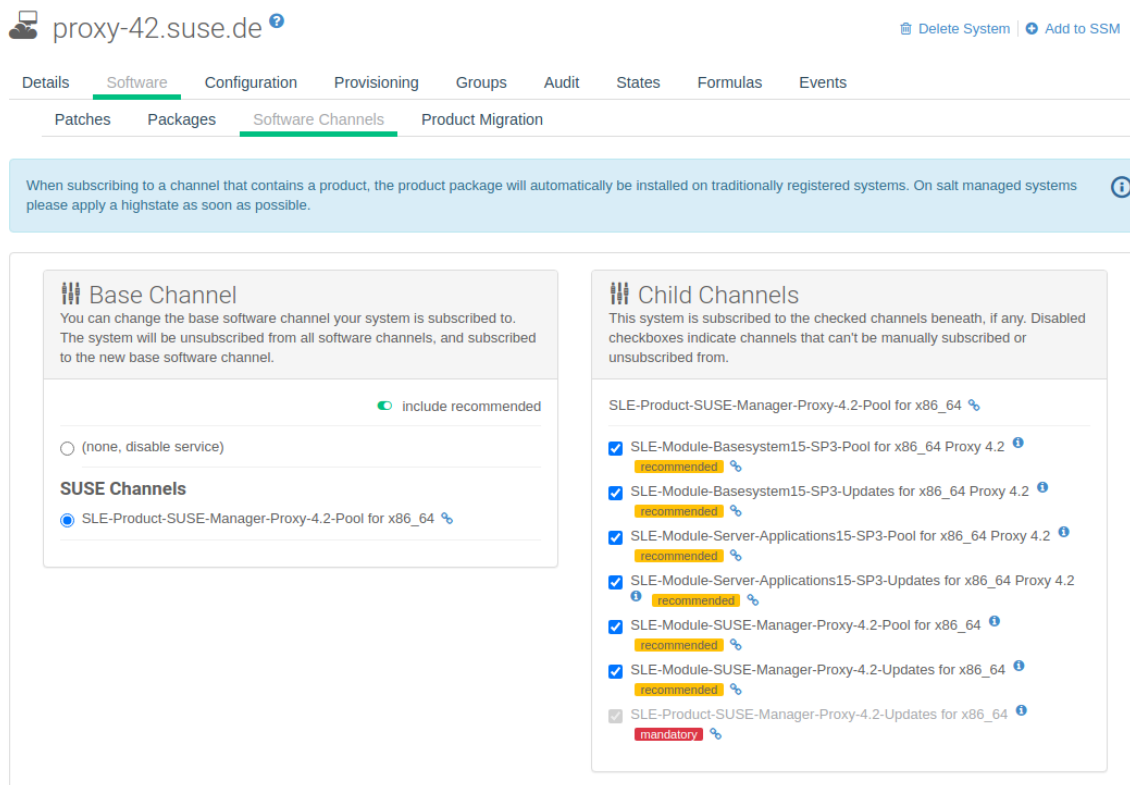 proxy-42.suse.de ?
Delete System | Add to SSM
Details Software Configuration Provisioning Groups Audit States Formulas Events
Patches Packages Software Channels Product Migration
When subscribing to a channel that contains a product, the product package will automatically be installed on traditionally registered systems. On salt managed systems
please apply a highstate as soon as possible.
Base Channel
You can change the base software channel your system is subscribed to.
The system will be unsubscribed from all software channels, and subscribed
to the new base software channel.
include recommended
(none, disable service)
SUSE Channels
SLE-Product-SUSE-Manager-Proxy-4.2-Pool for x86_64
Child Channels
This system is subscribed to the checked channels beneath, if any. Disabled
checkboxes indicate channels that can't be manually subscribed or
unsubscribed from.
SLE-Product-SUSE-Manager-Proxy-4.2-Pool for x86_64
SLE-Module-Basesystem15-SP3-Pool for x86_64 Proxy 4.2
recommended
SLE-Module-Basesystem15-SP3-Updates for x86_64 Proxy 4.2
recommended
SLE-Module-Server-Applications15-SP3-Pool for x86_64 Proxy 4.2
recommended
SLE-Module-Server-Applications15-SP3-Updates for x86_64 Proxy 4.2
recommended
SLE-Module-SUSE-Manager-Proxy-4.2-Pool for x86_64
recommended
SLE-Module-SUSE-Manager-Proxy-4.2-Updates for x86_64
recommended
SLE-Product-SUSE-Manager-Proxy-4.2-Updates for x86_64
mandatory